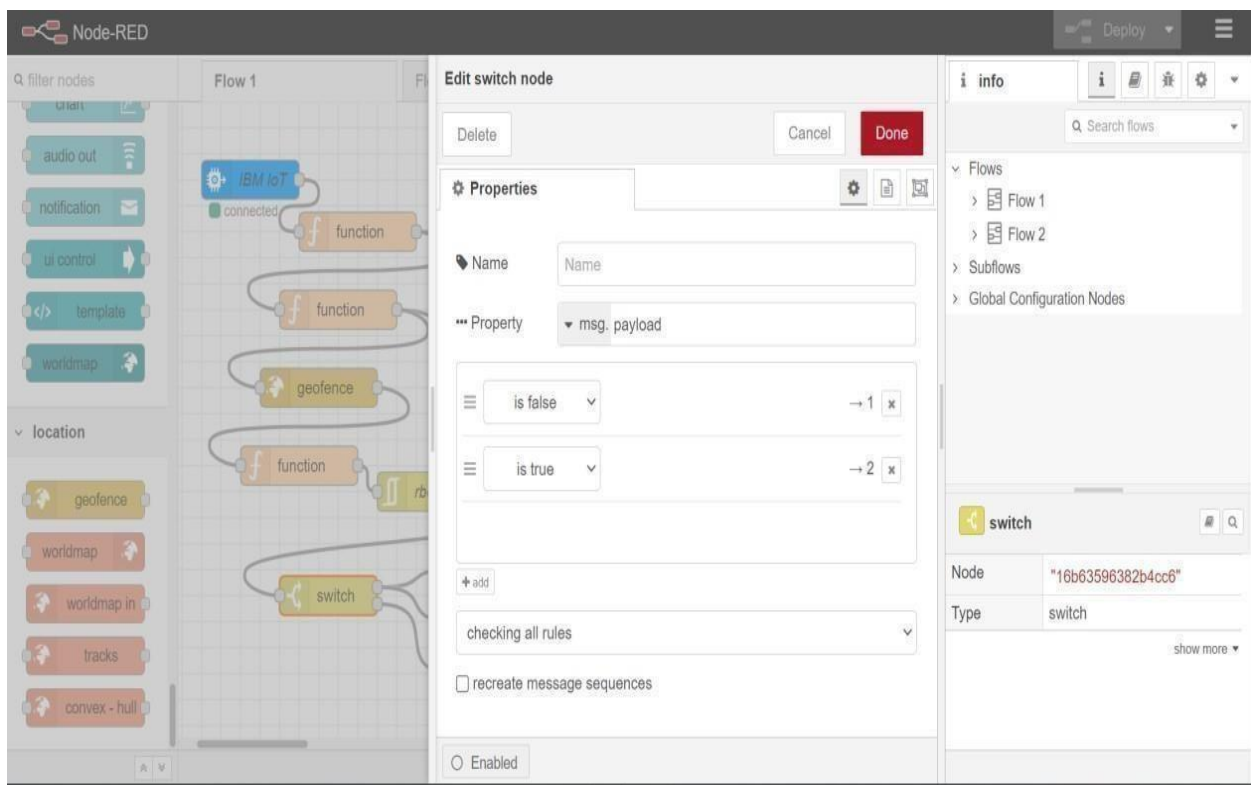 Node-RED
Deploy
filter nodes
chart
audio out
notification
ui control
</> template
worldmap
location
geofence
worldmap
worldmap in
tracks
convex - hull
Flow 1
Fl
IBM IoT
connected
f function
f function
geofence
f function
rb
switch
Edit switch node
Delete
Cancel
Done
Properties
Name
Name
Property
msg. payload
is false
→ 1 x
is true
→ 2 x
+ add
checking all rules
recreate message sequences
Enabled
i info
i
Search flows
Flows
Flow 1
Flow 2
Subflows
Global Configuration Nodes
switch
Node "16b63596382b4cc6"
Type switch
show more